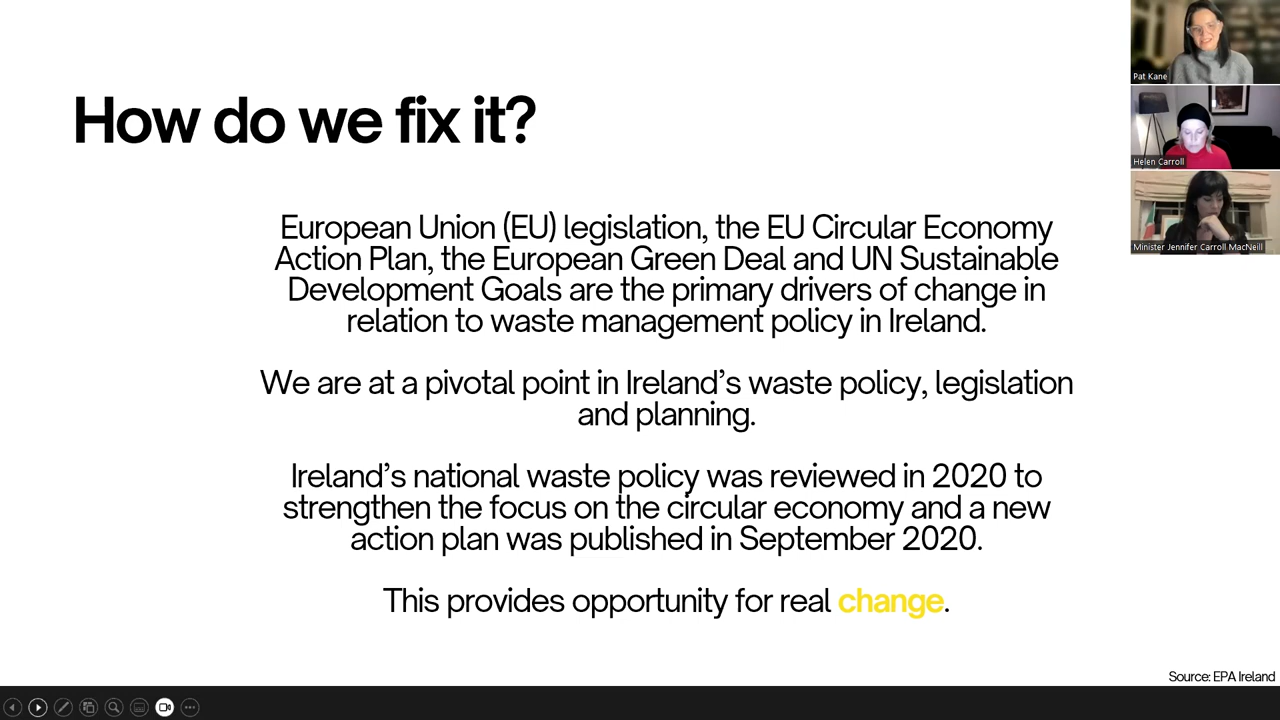 How do we fix it?
European Union (EU) legislation, the EU Circular Economy
Action Plan, the European Green Deal and UN Sustainable
Development Goals are the primary drivers of change in
relation to waste management policy in Ireland.
We are at a pivotal point in Ireland’s waste policy, legislation
and planning.
Ireland’s national waste policy was reviewed in 2020 to
strengthen the focus on the circular economy and a new
action plan was published in September 2020.
This provides opportunity for real change.
Source: EPA Ireland
Pat Kane
Helen Carroll
Minister Jennifer Carroll MacNeill